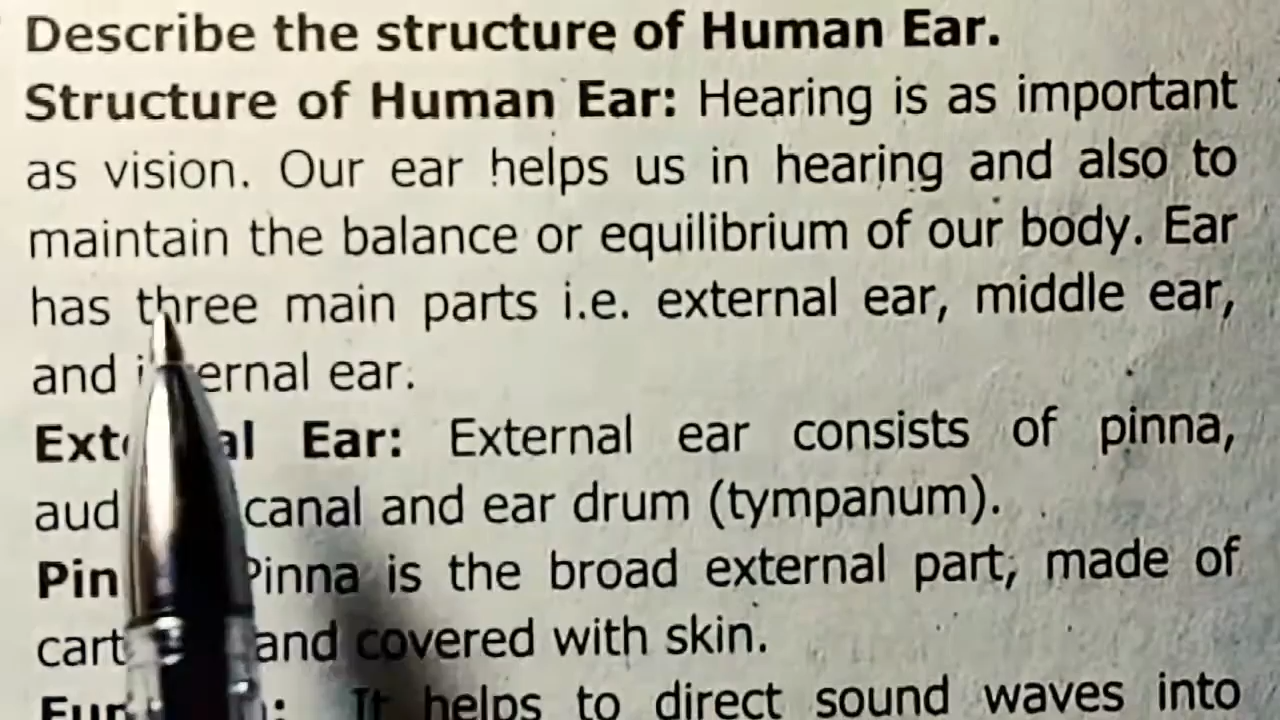 Describe the structure of Human Ear.
Structure of Human Ear: Hearing is as important
as vision. Our ear helps us in hearing and also to
maintain the balance or equilibrium of our body. Ear
has three main parts i.e. external ear, middle ear,
and ear.
Ear: External ear consists of pinna,
canal and ear drum (tympanum).
Pinna is the broad external part, made of
and covered with skin.
It helps to direct sound waves into